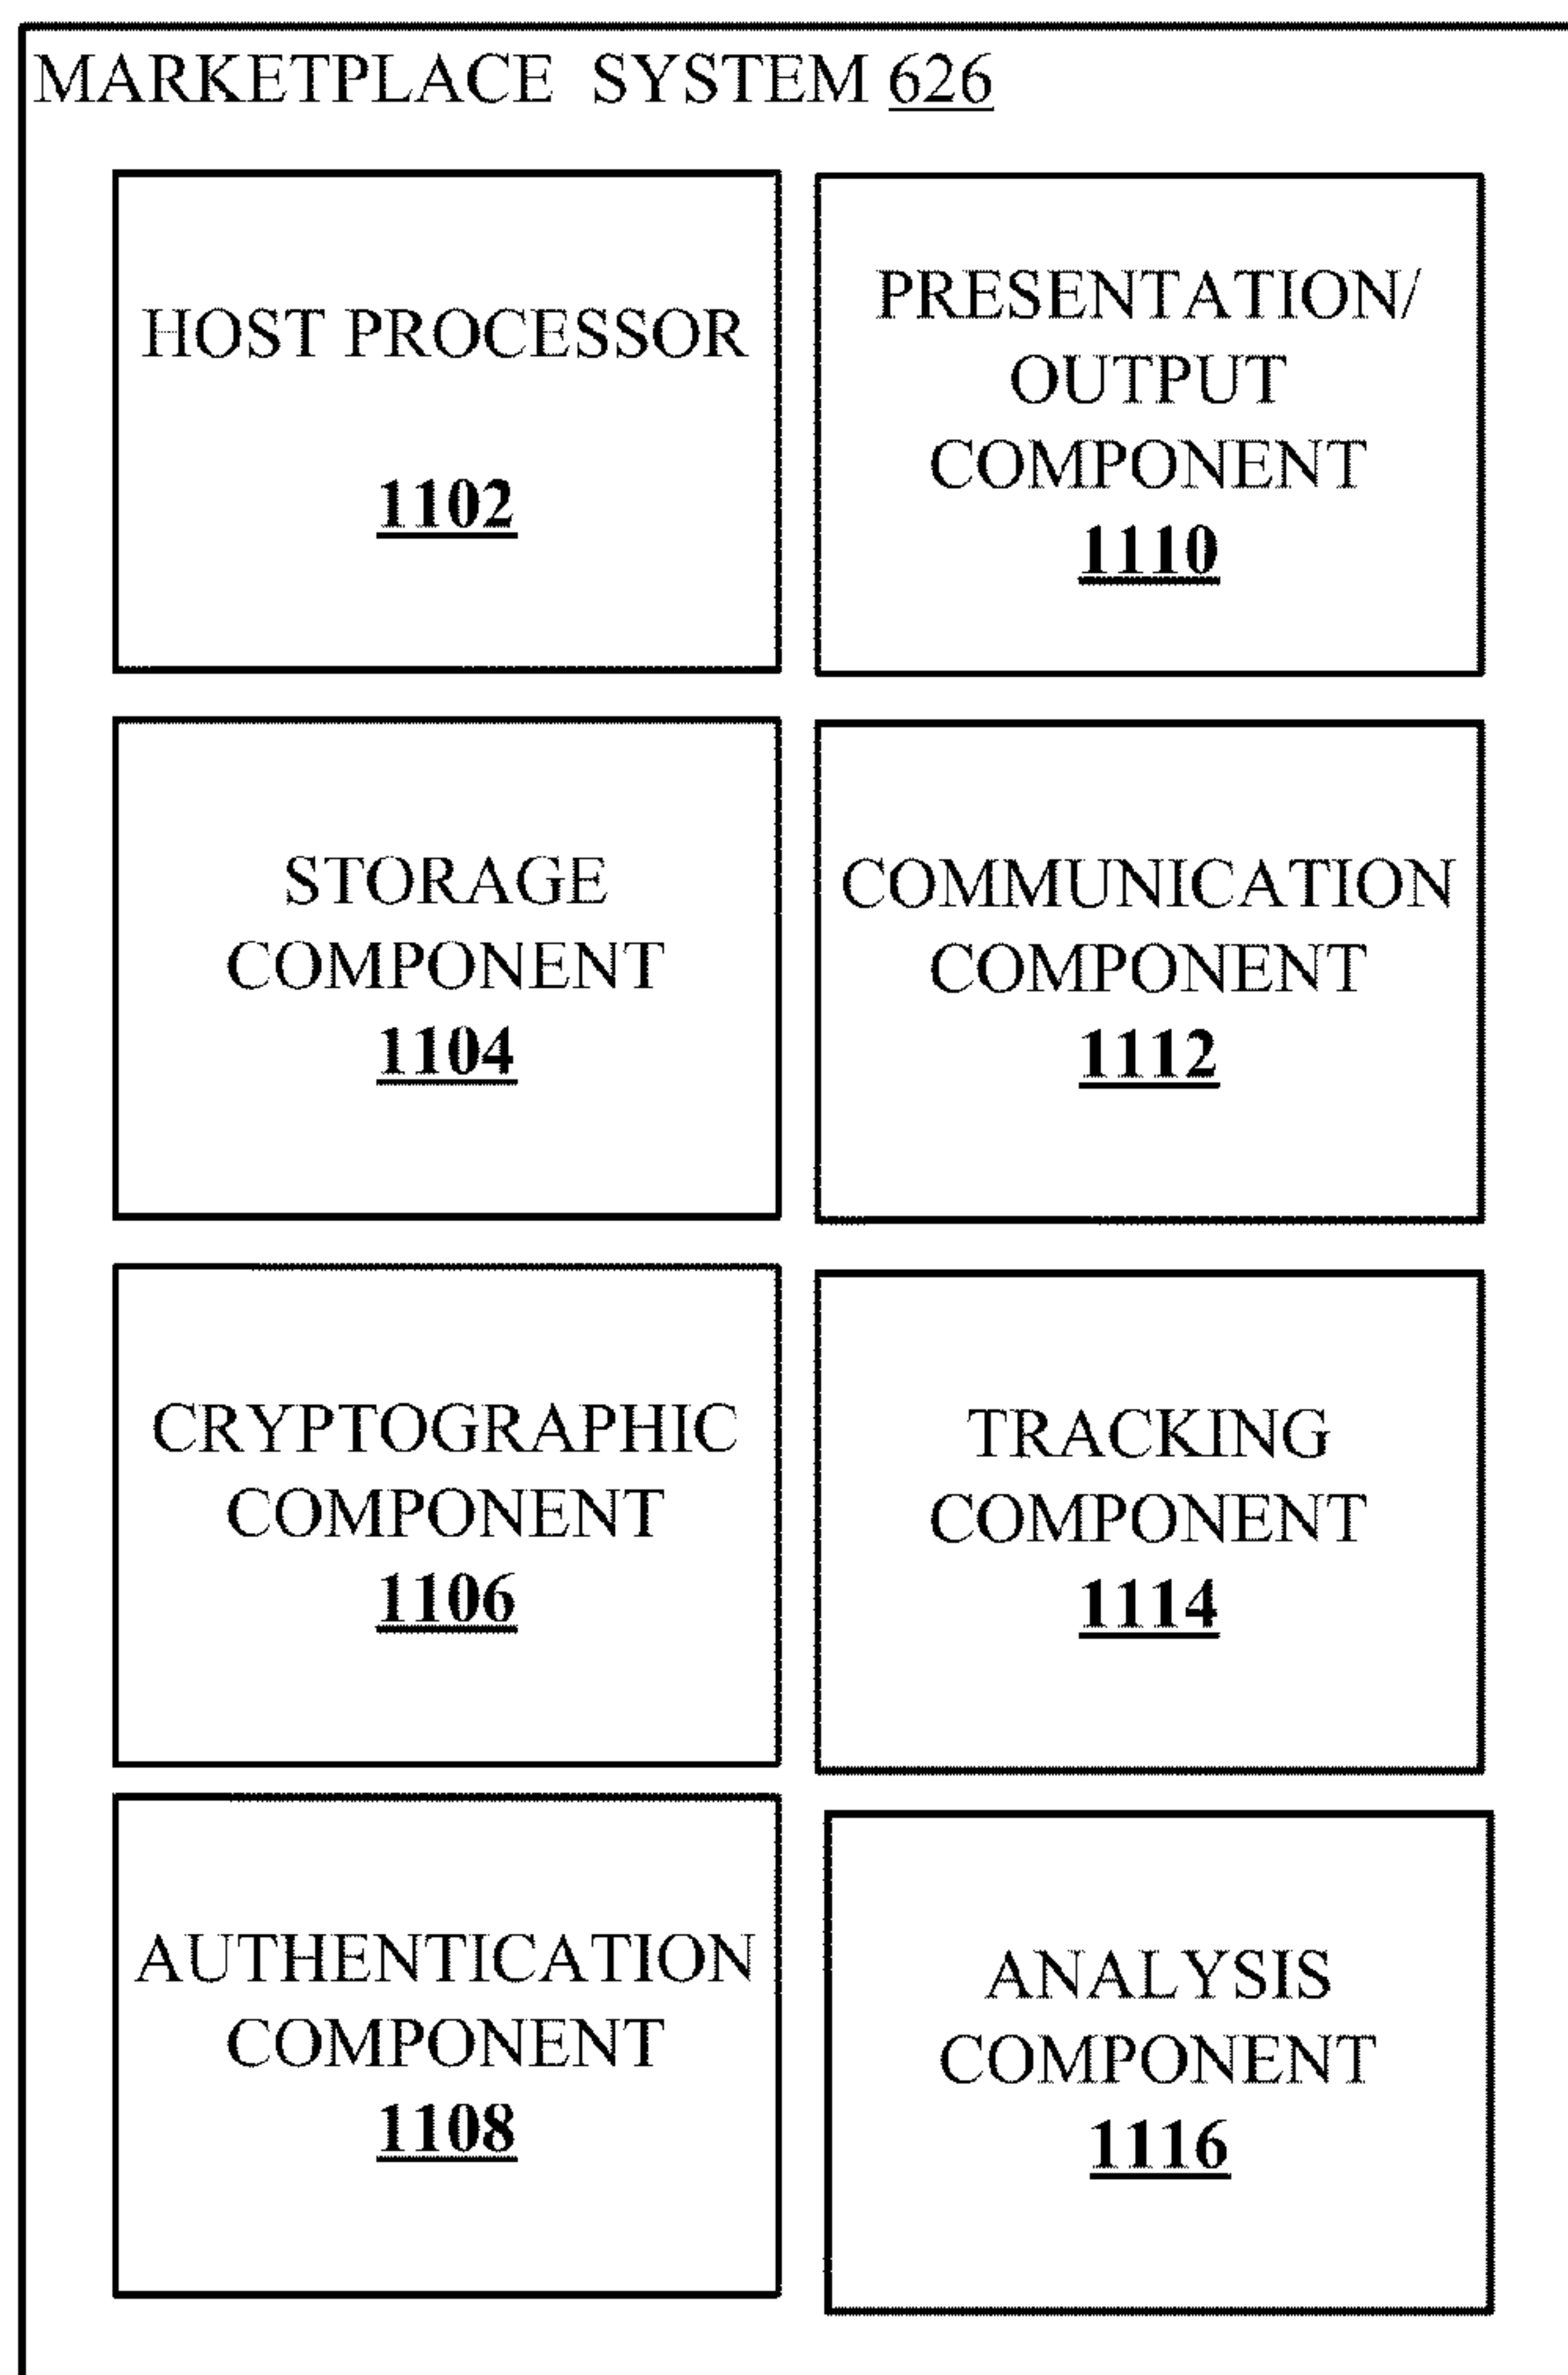 MARKETPLACE SYSTEM 626
HOST PROCESSOR
1102
PRESENTATION/
OUTPUT
COMPONENT
1110
STORAGE
COMPONENT
1104
COMMUNICATION
COMPONENT
1112
CRYPTOGRAPHIC
COMPONENT
1106
TRACKING
COMPONENT
1114
AUTHENTICATION
COMPONENT
1108
ANALYSIS
COMPONENT
1116